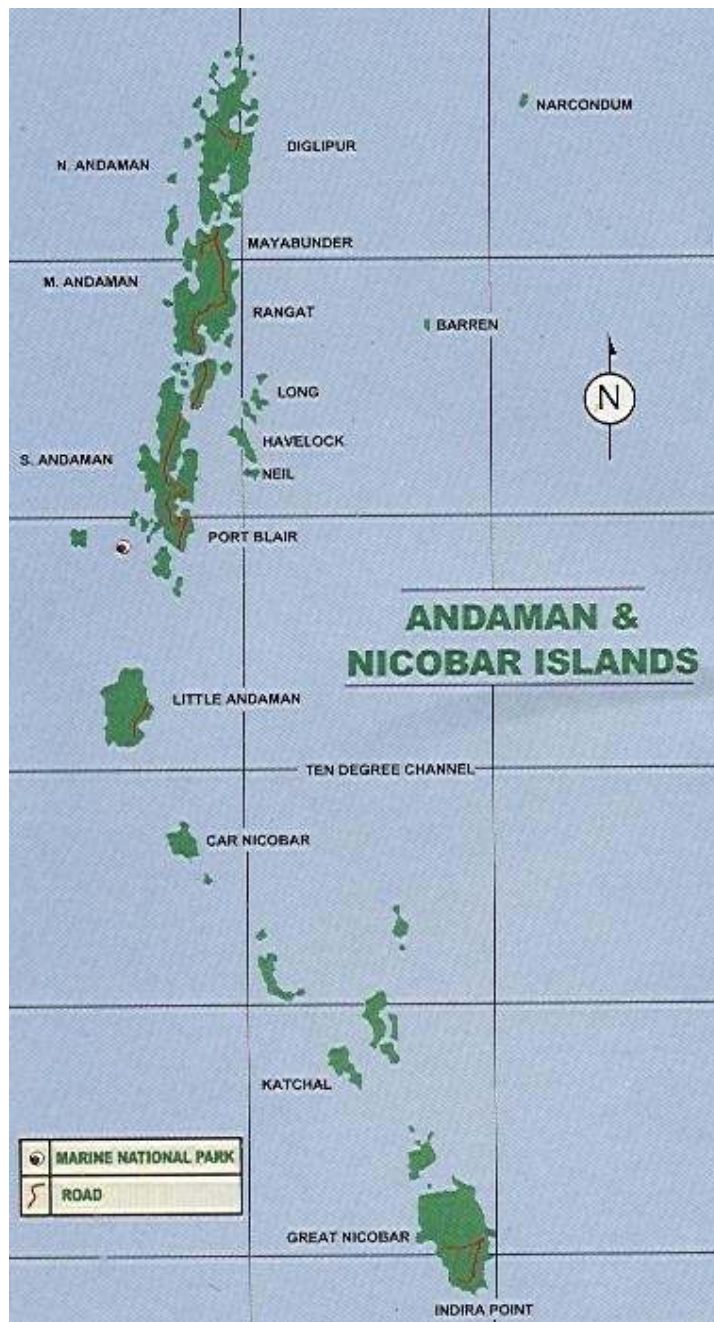 NARCONDUM
DIGLIPUR
N. ANDAMAN
MAYABUNDER
M. ANDAMAN
RANGAT
BARREN
LONG
N
HAVELOCK
S. ANDAMAN
NEIL
PORT BLAIR
ANDAMAN &
NICOBAR ISLANDS
LITTLE ANDAMAN
TEN DEGREE CHANNEL
CAR NICOBAR
KATCHAL
MARINE NATIONAL PARK
ROAD
GREAT NICOBAR
INDIRA POINT